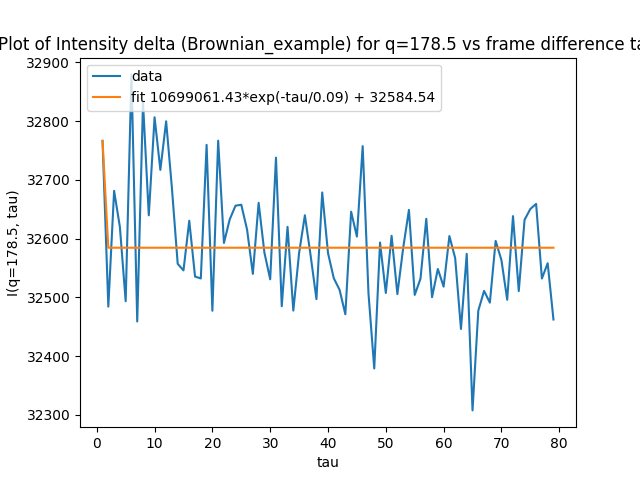 Plot of Intensity delta (Brownian_example) for q=178.5 vs frame difference ta
data
fit 10699061.43*exp(-tau/0.09) + 32584.54
I(q=178.5, tau)
32900
32800
32700
32600
32500
32400
32300
0 10 20 30 40 50 60 70 80
tau